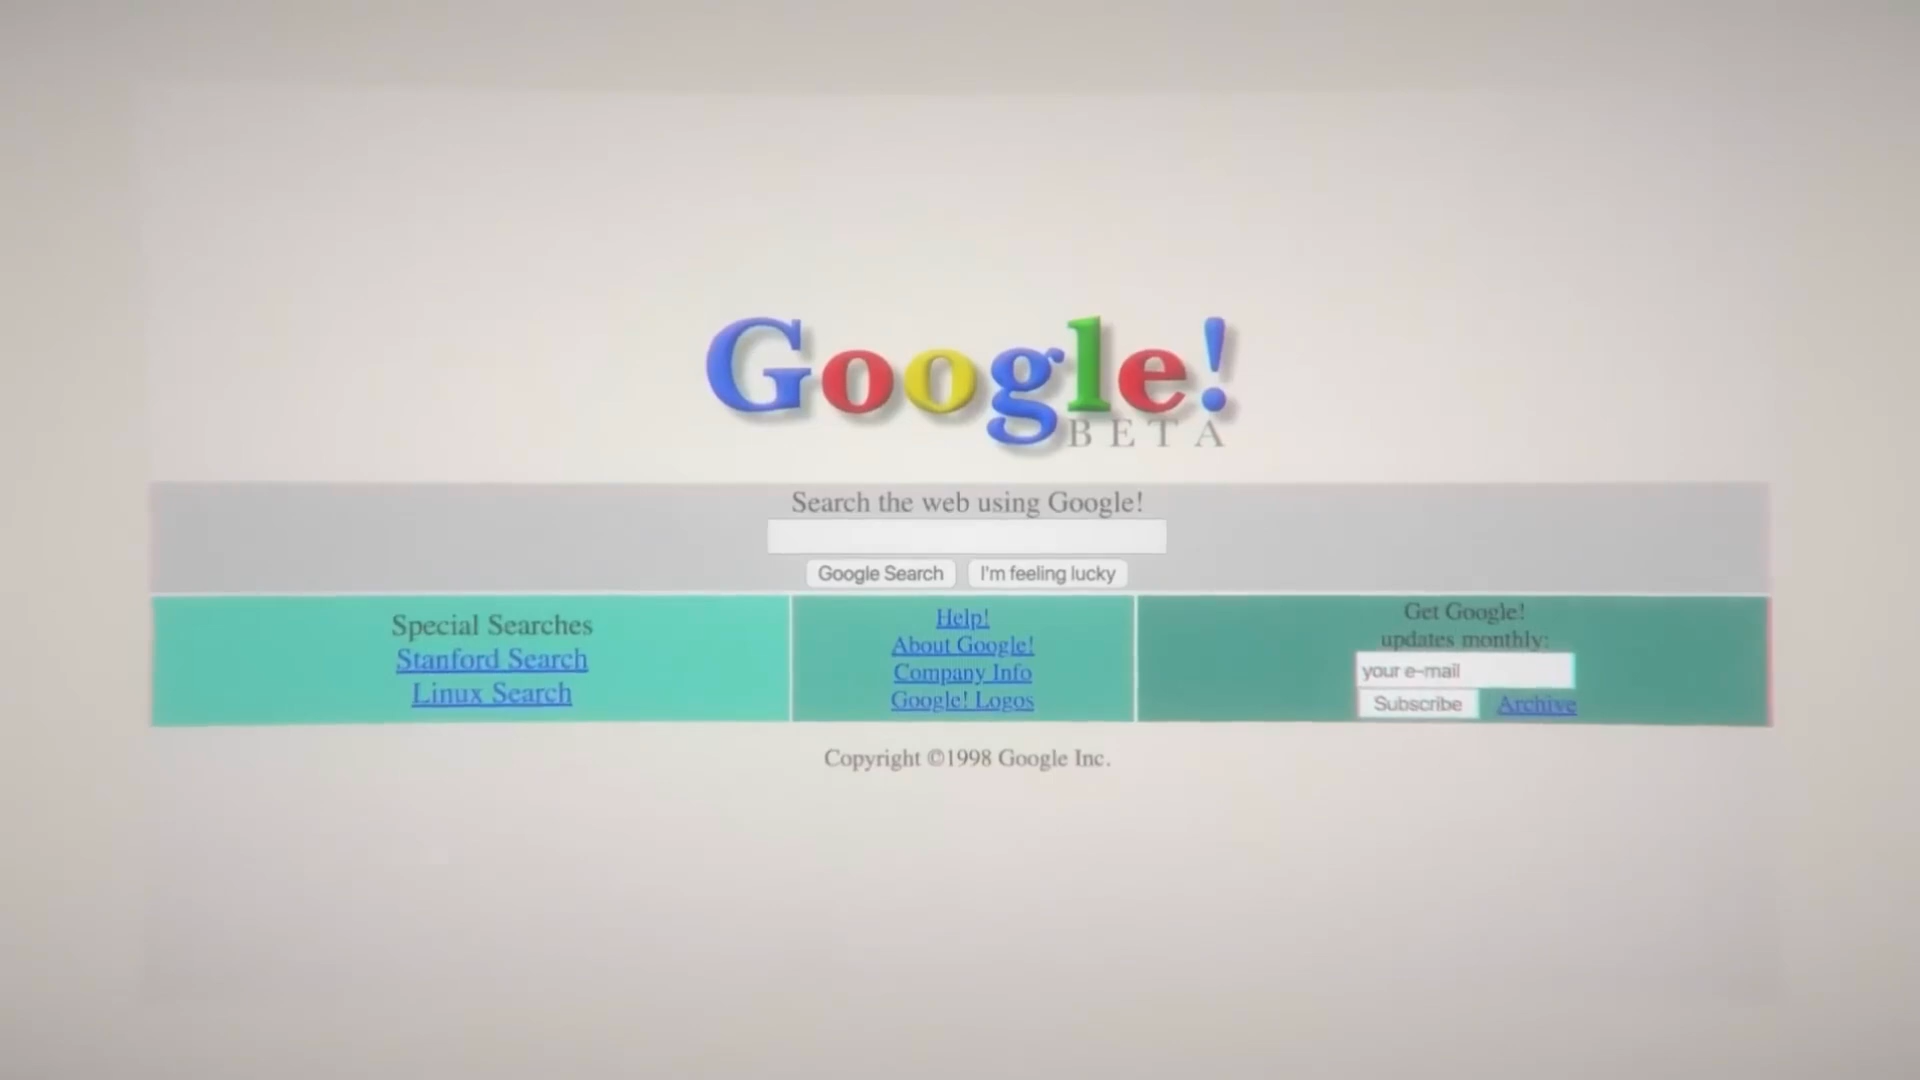 Google!
BETA
Search the web using Google!
Google Search
I'm feeling lucky
Special Searches
Stanford Search
Linux Search
Help!
About Google!
Company Info
Google! Logos
Get Google!
updates monthly:
your e-mail
Subscribe
Archive
Copyright ©1998 Google Inc.